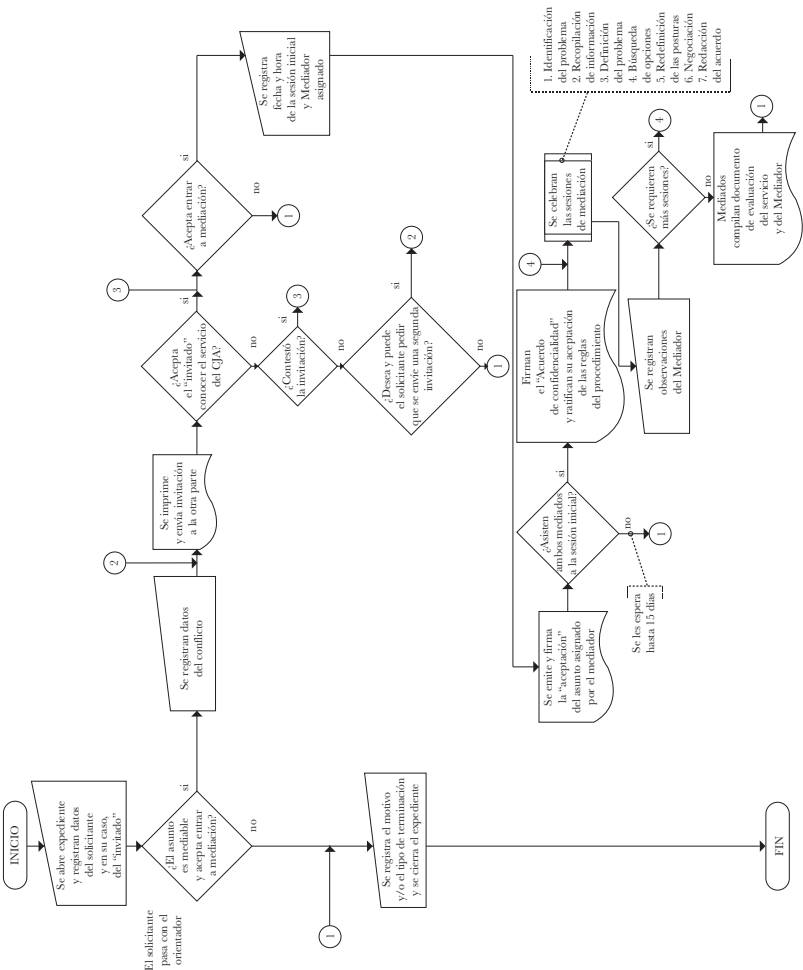 INICIO
Se abre expediente
y registran datos
del solicitante
y en su caso,
del “invitado”
El solicitante
pasa con el
orientador
¿El asunto
es mediable
y acepta entrar
a mediación?
si
no
1
Se registra el motivo
y/o el tipo de terminación
y se cierra el expediente
FIN
Se registran datos
del conflicto
2
Se imprime
y envía invitación
a la otra parte
¿Acepta
el “invitado”
conocer el servicio
del CJA?
si
no
3
¿Contestó
la invitación?
si
3
no
¿Desea y puede
el solicitante pedir
que se envíe una segunda
invitación?
si
2
no
1
¿Acepta entrar
a mediación?
si
no
1
Se registra
fecha y hora
de la sesión inicial
y Mediador
asignado
Se emite y firma
la “aceptación”
del asunto asignado
por el mediador
¿Asisten
ambos mediados
a la sesión inicial?
si
no
1
Se les espera
hasta 15 días
Firman
el “Acuerdo
de confidencialidad”
y ratifican su aceptación
de las reglas
del procedimiento
4
Se celebran
las sesiones
de mediación
1. Identificación
del problema
2. Recopilación
de información
3. Definición
del problema
4. Búsqueda
de opciones
5. Redefinición
de las posturas
6. Negociación
7. Redacción
del acuerdo
Se registran
observaciones
del Mediador
¿Se requieren
más sesiones?
si
4
no
Mediados
compilan documento
de evaluación
del servicio
y del Mediador
1